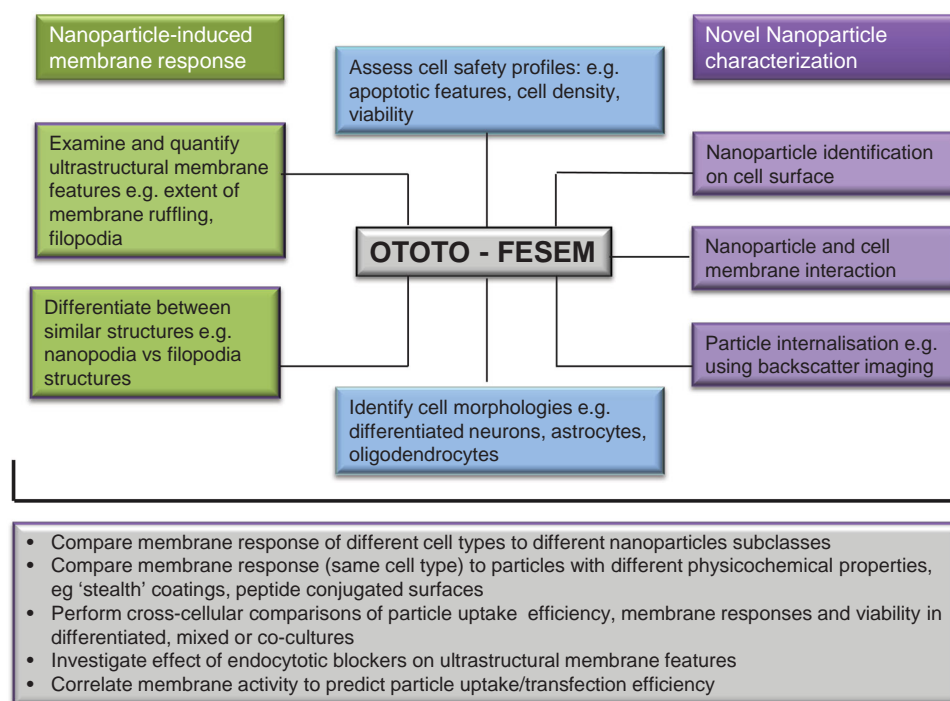 Nanoparticle-induced
membrane response
Assess cell safety profiles: e.g.
apoptotic features, cell density,
viability
Novel Nanoparticle
characterization
Examine and quantify
ultrastructural membrane
features e.g. extent of
membrane ruffling,
filopodia
Nanoparticle identification
on cell surface
OTOTO - FESEM
Nanoparticle and cell
membrane interaction
Differentiate between
similar structures e.g.
nanopodia vs filopodia
structures
Particle internalisation e.g.
using backscatter imaging
Identify cell morphologies e.g.
differentiated neurons, astrocytes,
oligodendrocytes
• Compare membrane response of different cell types to different nanoparticles subclasses
• Compare membrane response (same cell type) to particles with different physicochemical properties,
eg ‘stealth’ coatings, peptide conjugated surfaces
• Perform cross-cellular comparisons of particle uptake efficiency, membrane responses and viability in
differentiated, mixed or co-cultures
• Investigate effect of endocytotic blockers on ultrastructural membrane features
• Correlate membrane activity to predict particle uptake/transfection efficiency